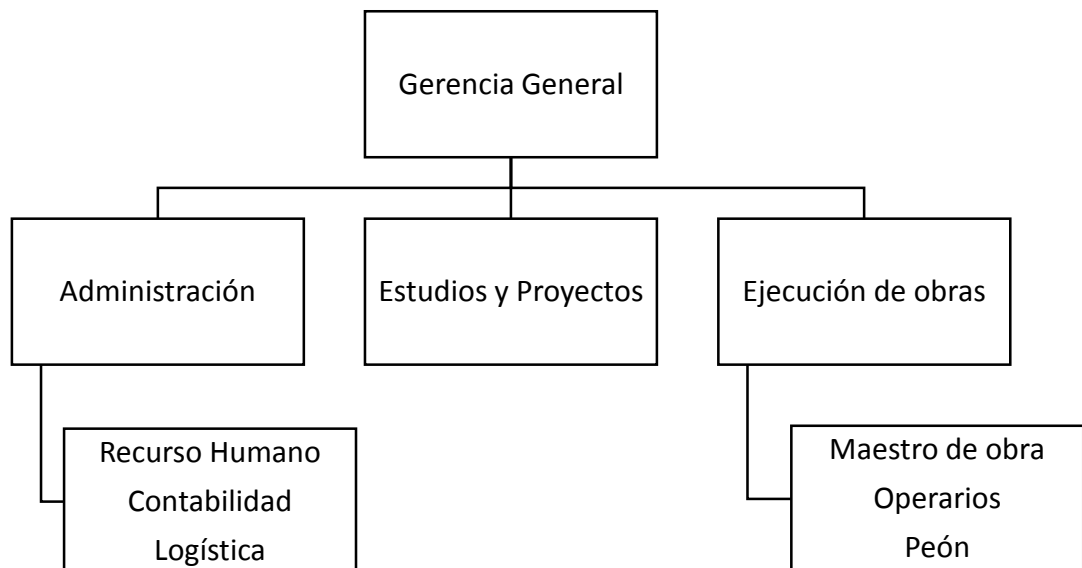 Gerencia General
Administración
Estudios y Proyectos
Ejecución de obras
Recurso Humano
Contabilidad
Logística
Maestro de obra
Operarios
Peón